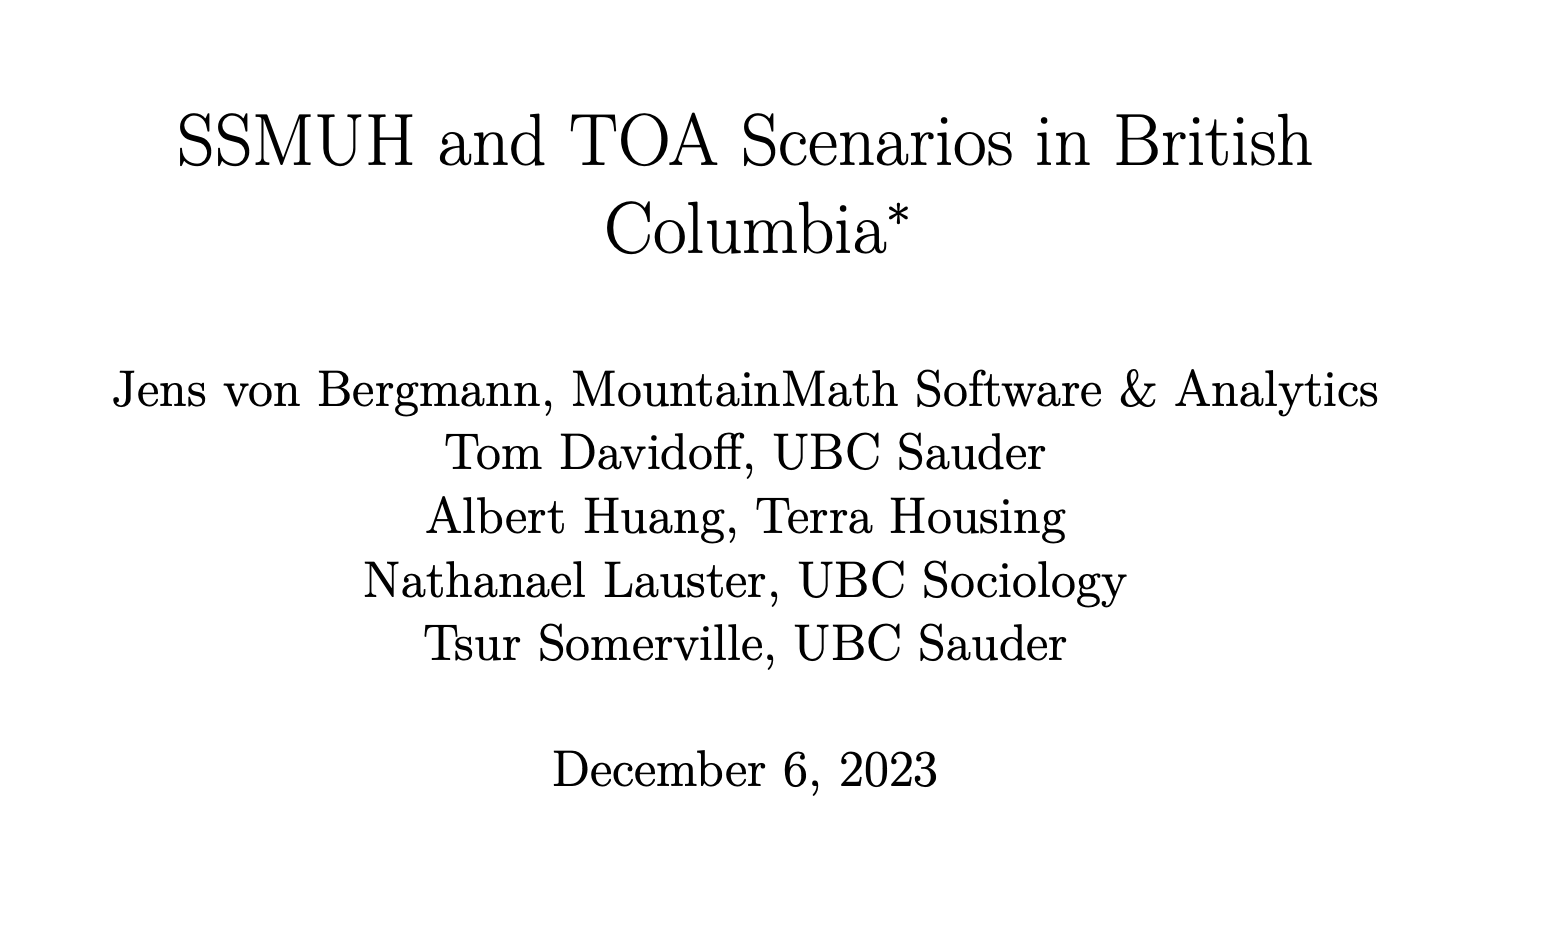 SSMUH and TOA Scenarios in British
Columbia*
Jens von Bergmann, MountainMath Software & Analytics
Tom Davidoff, UBC Sauder
Albert Huang, Terra Housing
Nathanael Lauster, UBC Sociology
Tsur Somerville, UBC Sauder
December 6, 2023